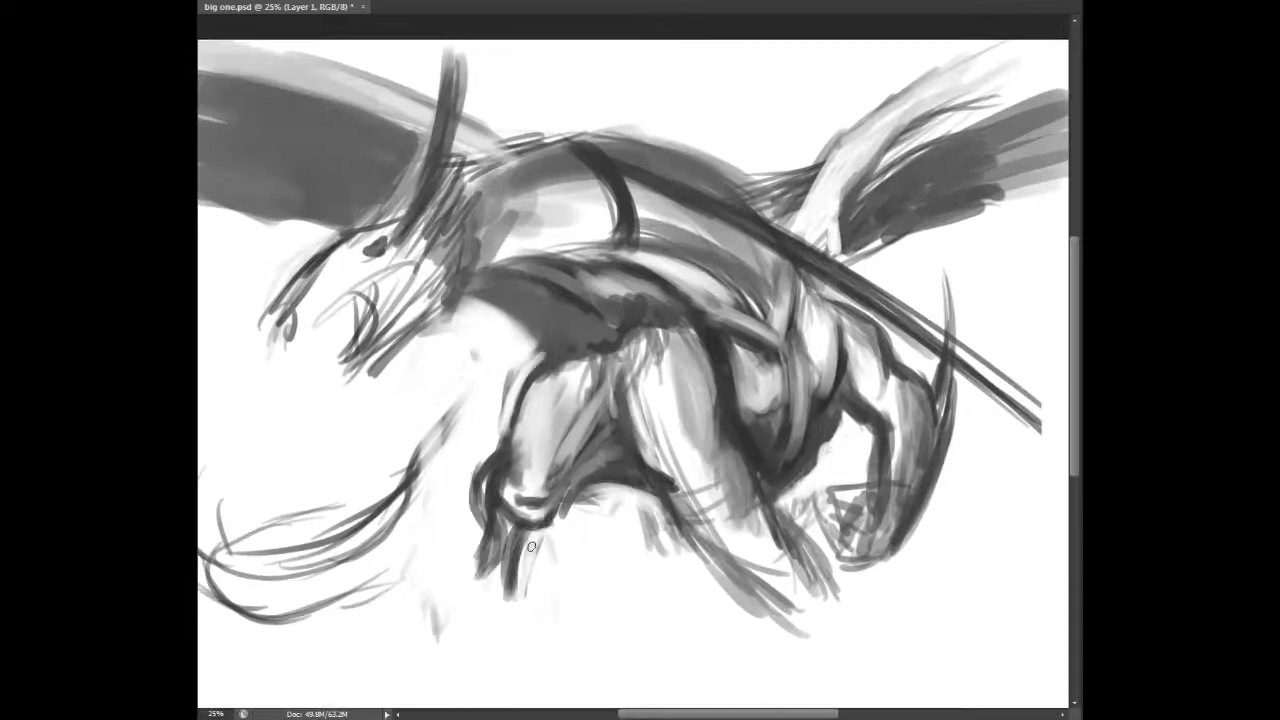 big one.psd @ 25% (Layer 1, RGB/8) * ×
25%
Doc: 49.8M/63.2M